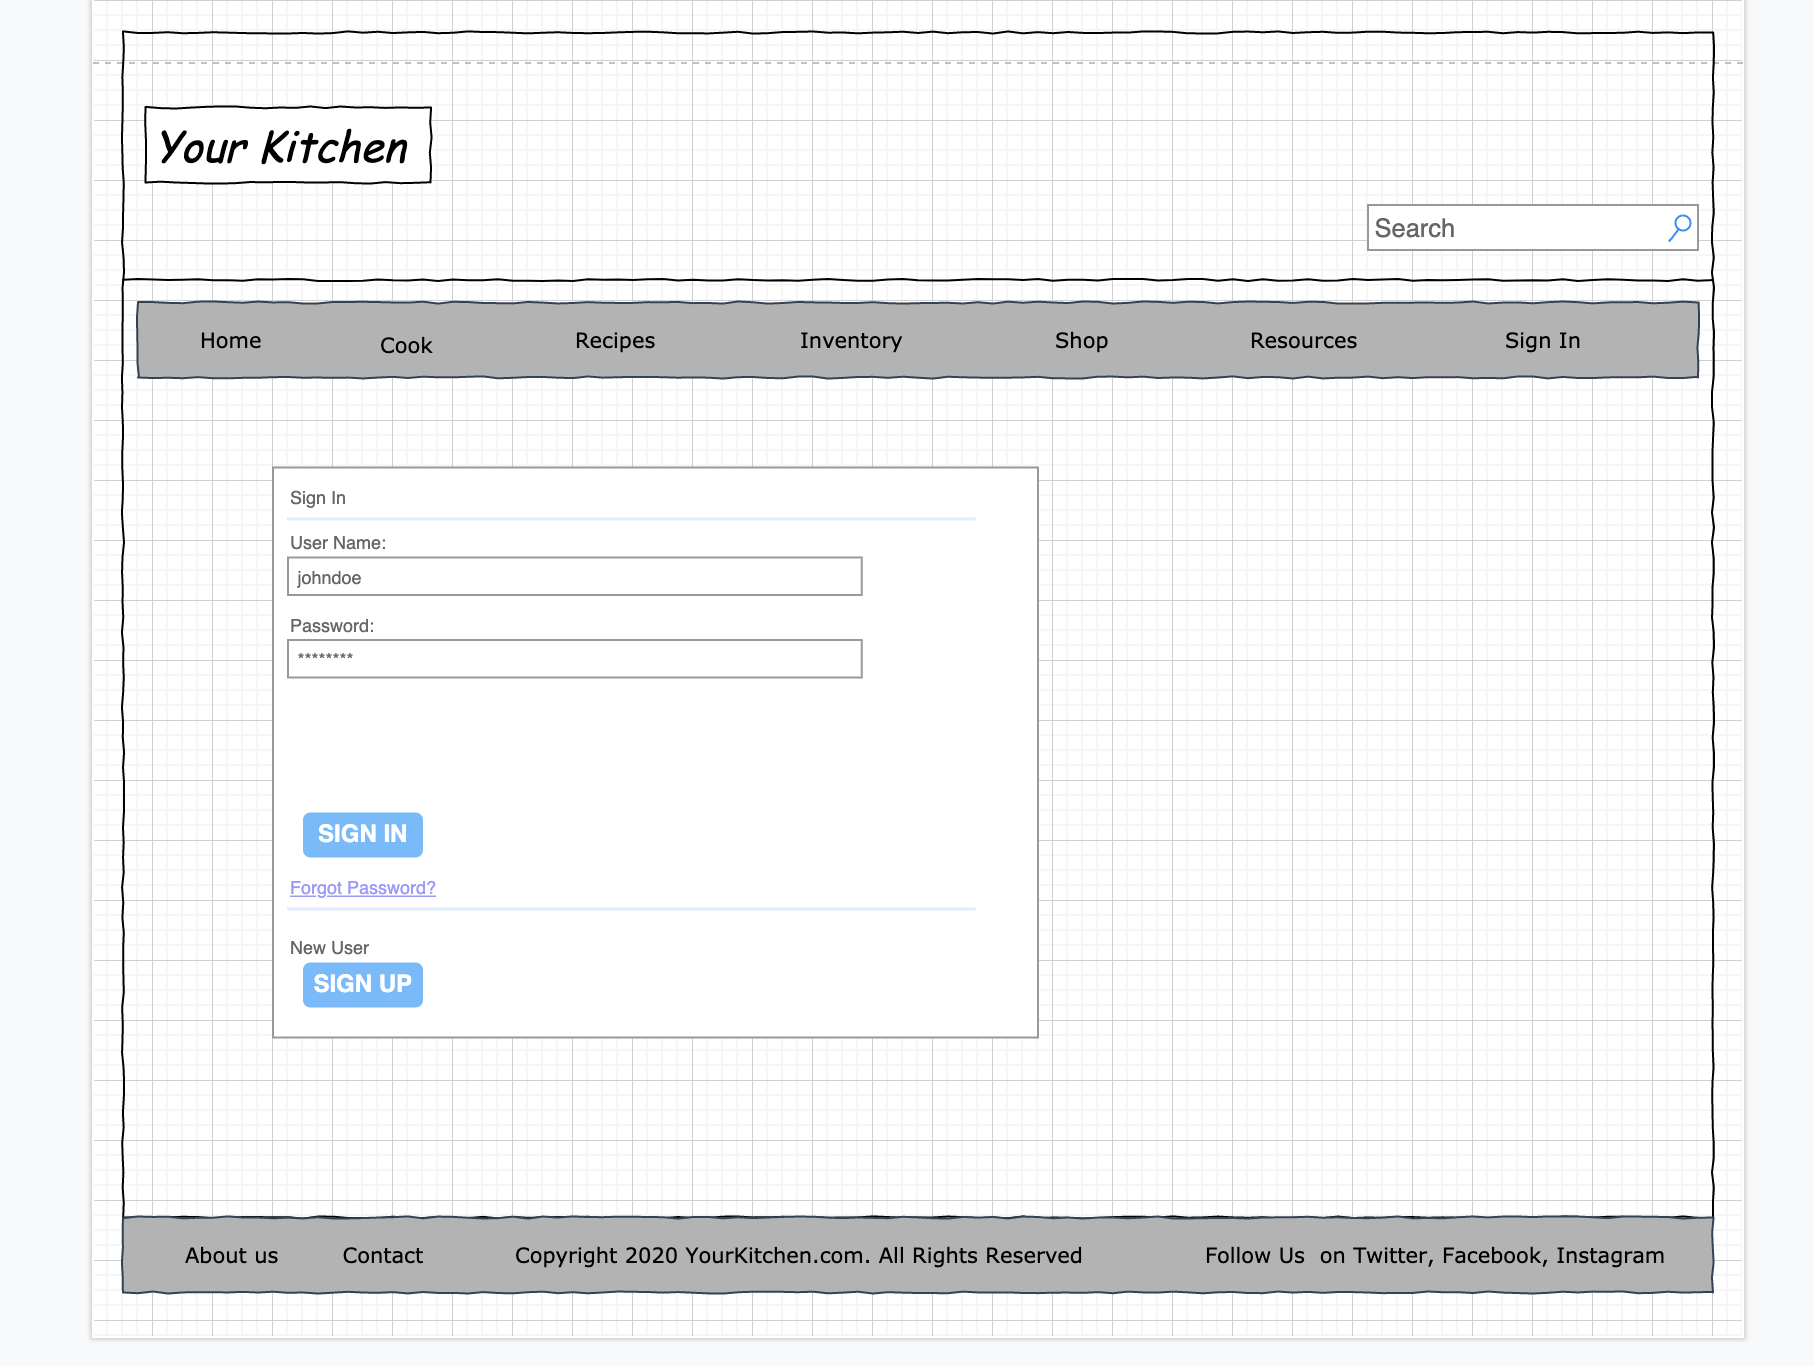 Your Kitchen
Search
Home Cook Recipes Inventory Shop Resources Sign In
Sign In
User Name:
johndoe
Password:
********
SIGN IN
Forgot Password?
New User
SIGN UP
About us Contact Copyright 2020 YourKitchen.com. All Rights Reserved Follow Us on Twitter, Facebook, Instagram